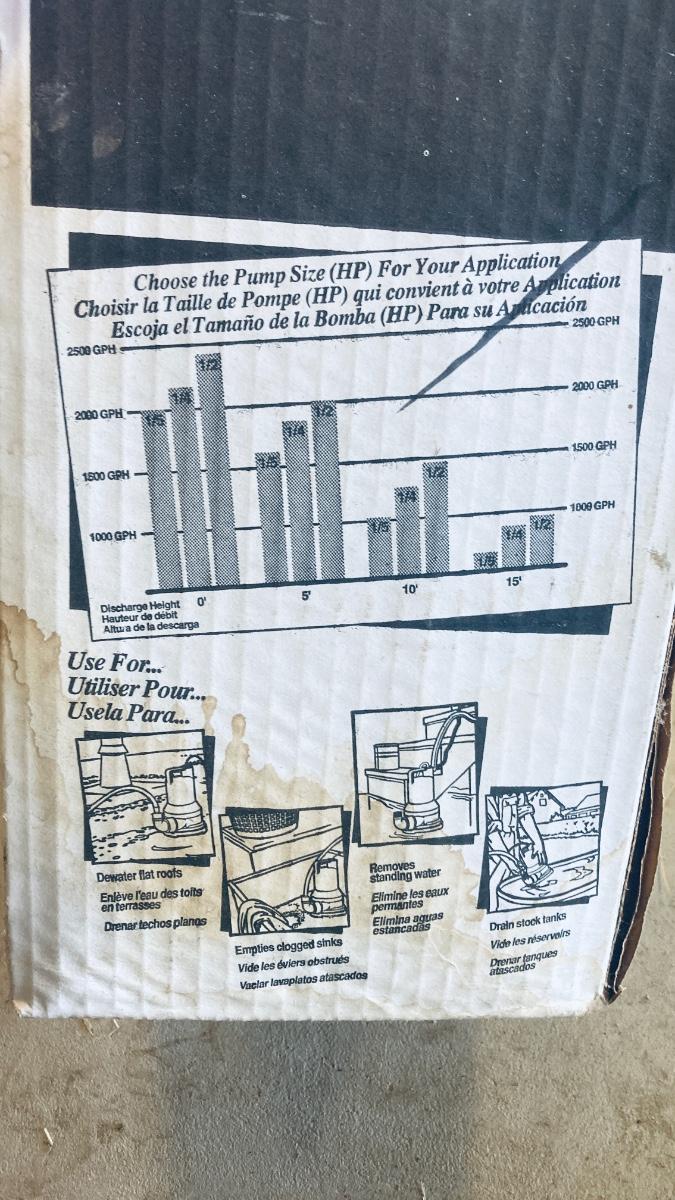 Choose the Pump Size (HP) For Your Application
Choisir la Taille de Pompe (HP) qui convient à votre Application
Escoja el Tamaño de la Bomba (HP) Para su Aplicación
2500 GPH
2500 GPH
2000 GPH
2000 GPH
1500 GPH
1500 GPH
1000 GPH
1000 GPH
1/5
1/4
1/2
1/5
1/4
1/2
1/5
1/4
1/2
1/5
1/4
1/2
Discharge Height
Hauteur de débit
Altura de la descarga
0'
5'
10'
15'
Use For...
Utiliser Pour...
Usela Para...
Dewater flat roofs
Enlève l'eau des toits
en terrasses
Drenar techos planos
Empties clogged sinks
Vide les éviers obstrués
Vaciar lavaplatos atascados
Removes
standing water
Elimine les eaux
permantes
Elimina aguas
estancadas
Drain stock tanks
Vide les réservoirs
Drenar tanques
atascados